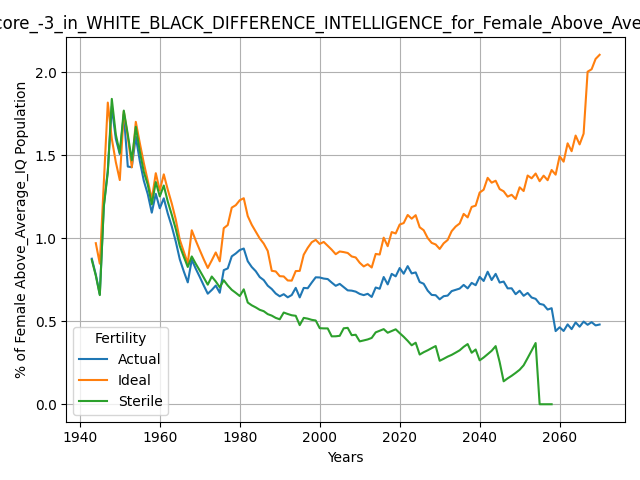 core_-3_in_WHITE_BLACK_DIFFERENCE_INTELLIGENCE_for_Female_Above_Ave
% of Female Above_Average_IQ Population
2.0
1.5
1.0
0.5
0.0
Fertility
Actual
Ideal
Sterile
1940
1960
1980
2000
2020
2040
2060
Years